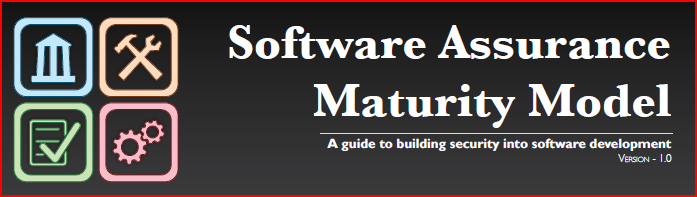 Software Assurance
Maturity Model
A guide to building security into software development
Version - 1.0